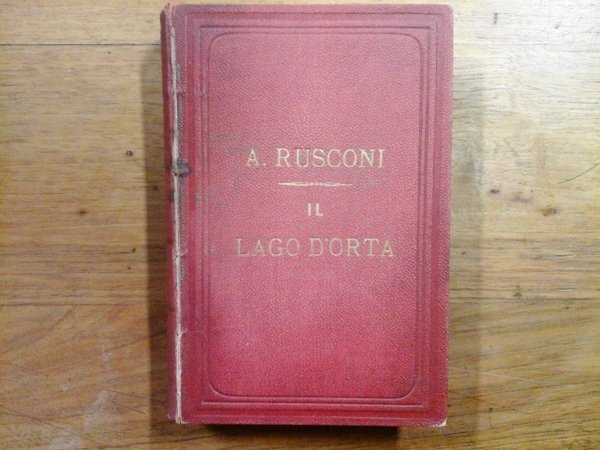 A. RUSCONI
IL
LAGO D'ORTA